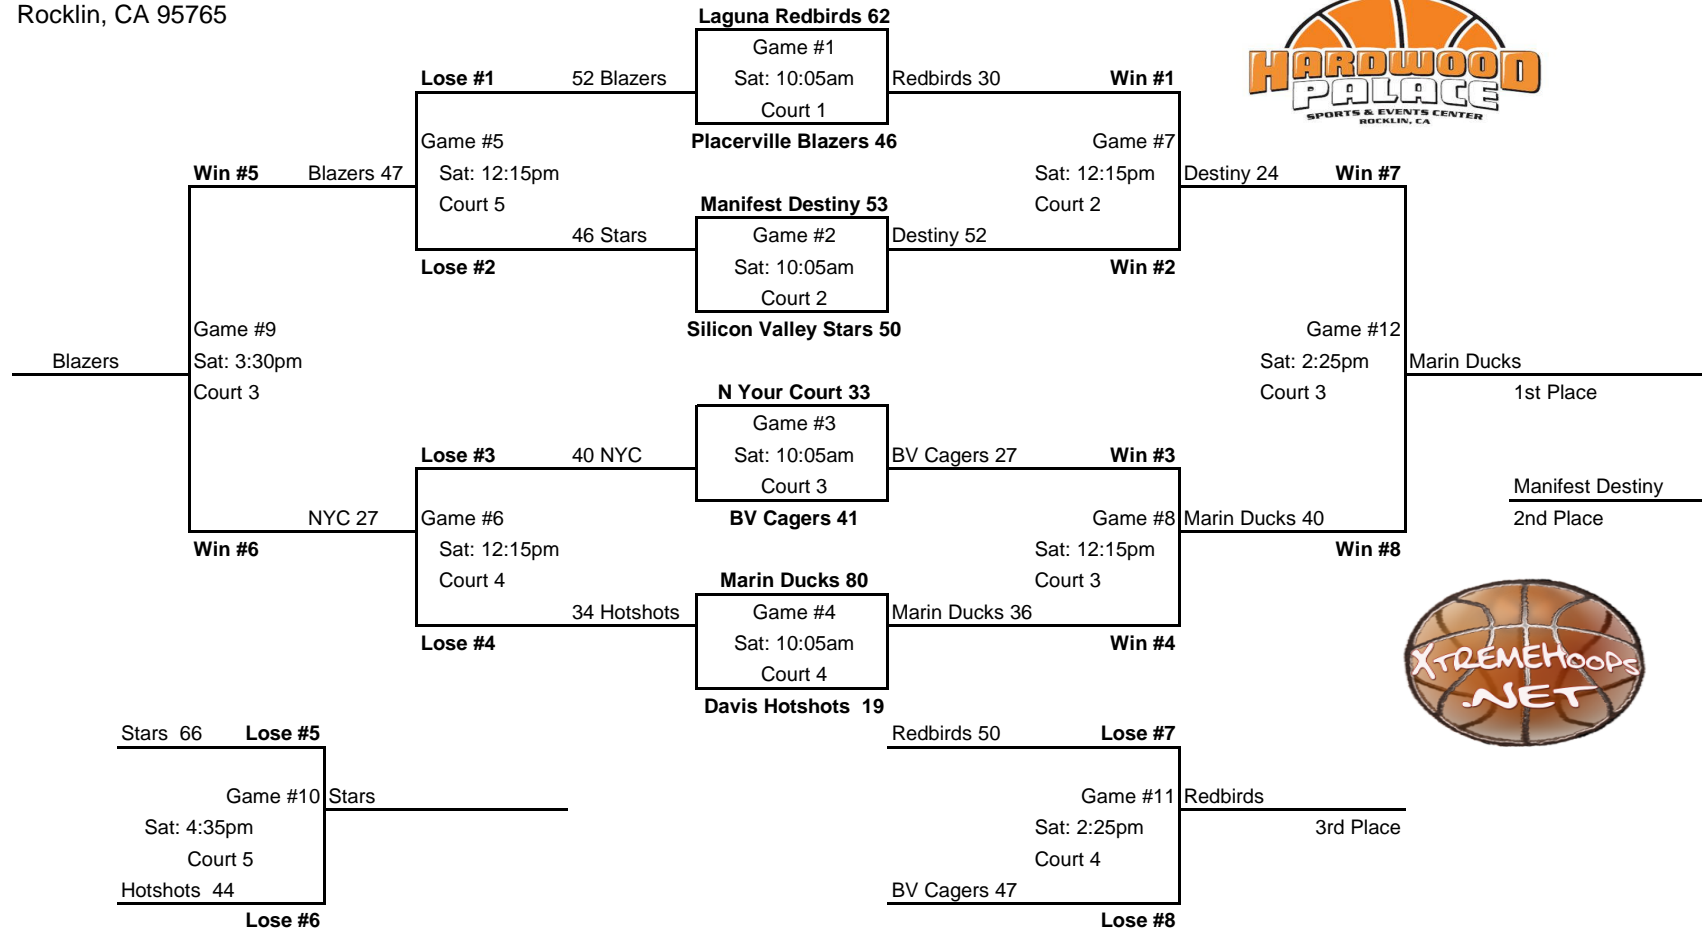 Rocklin, CA 95765
Laguna Redbirds 62
Game #1
Lose #1 52 Blazers Sat: 10:05am Redbirds 30 Win #1
Court 1
Game #5 Placerville Blazers 46 Game #7
Win #5 Blazers 47 Sat: 12:15pm Sat: 12:15pm Destiny 24 Win #7
Court 5 Manifest Destiny 53 Court 2
46 Stars Game #2 Destiny 52
Lose #2 Sat: 10:05am Win #2
Court 2
Game #9 Silicon Valley Stars 50 Game #12
Blazers Sat: 3:30pm Sat: 2:25pm Marin Ducks
Court 3 N Your Court 33 Court 3 1st Place
Game #3
Lose #3 40 NYC Sat: 10:05am BV Cagers 27 Win #3
Court 3 Manifest Destiny
NYC 27 Game #6 BV Cagers 41 Game #8 Marin Ducks 40 2nd Place
Win #6 Sat: 12:15pm Sat: 12:15pm Win #8
Court 4 Marin Ducks 80 Court 3
34 Hotshots Game #4 Marin Ducks 36
Lose #4 Sat: 10:05am Win #4
Court 4
Davis Hotshots 19
Stars 66 Lose #5 Redbirds 50 Lose #7
Game #10 Stars Game #11 Redbirds
Sat: 4:35pm Sat: 2:25pm 3rd Place
Court 5 Court 4
Hotshots 44 BV Cagers 47
Lose #6 Lose #8
HARDWOOD
PALACE
SPORTS & EVENTS CENTER
ROCKLIN, CA
XTREMEHOOPS
.NET